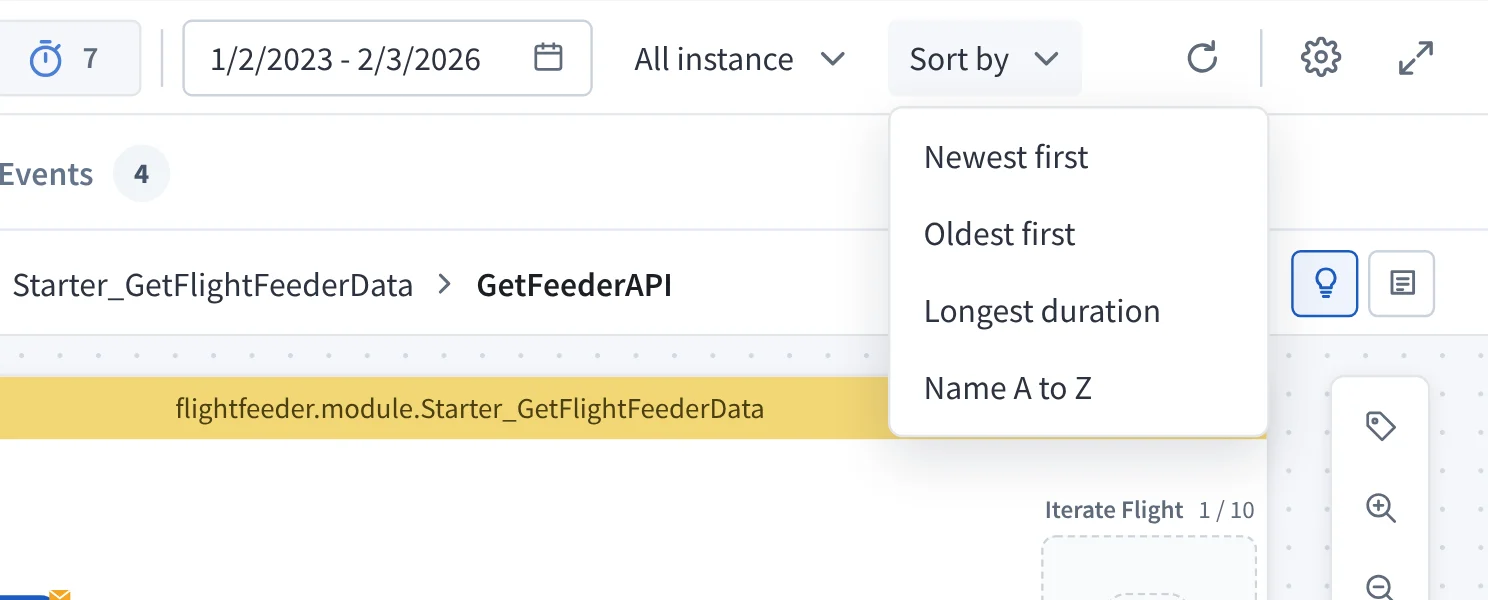 7
1/2/2023 - 2/3/2026
All instance
Sort by
Newest first
Oldest first
Longest duration
Name A to Z
Events 4
Starter_GetFlightFeederData > GetFeederAPI
flightfeeder.module.Starter_GetFlightFeederData
Iterate Flight 1 / 10